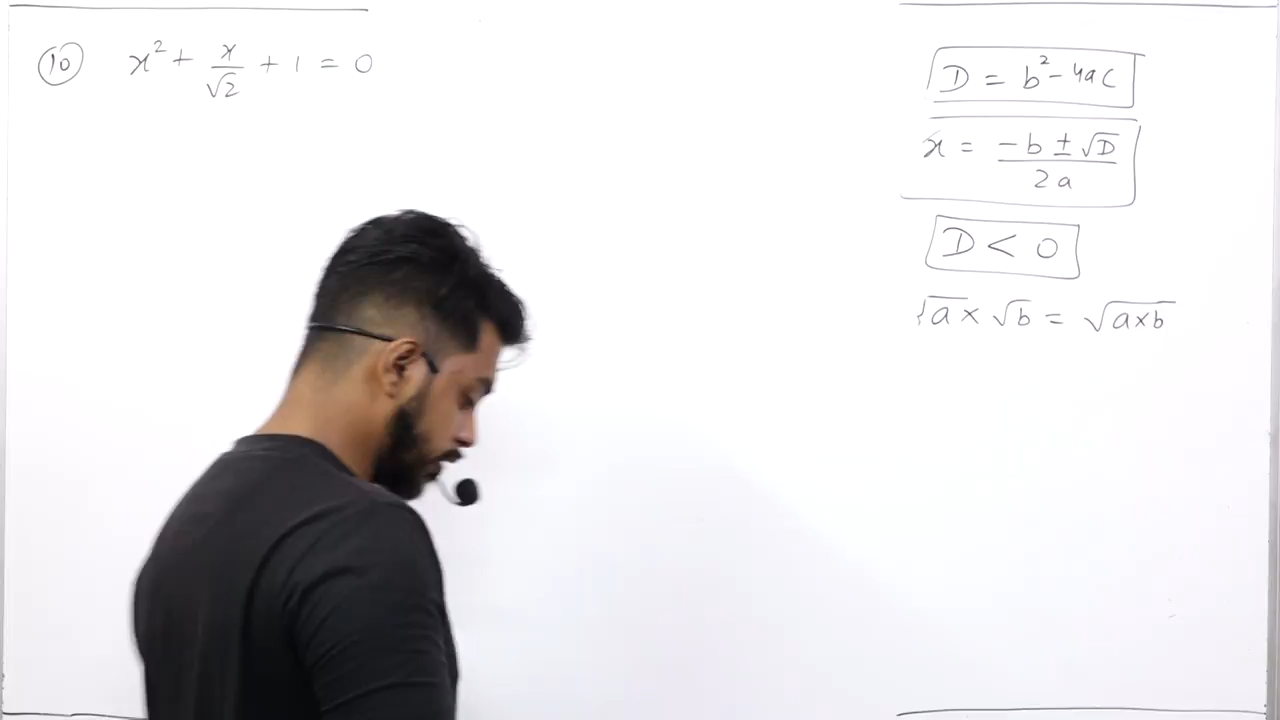 10 x² + x/√2 + 1 = 0
D = b² - 4ac
x = (-b ± √D)/2a
D < 0
√a × √b = √(a×b)